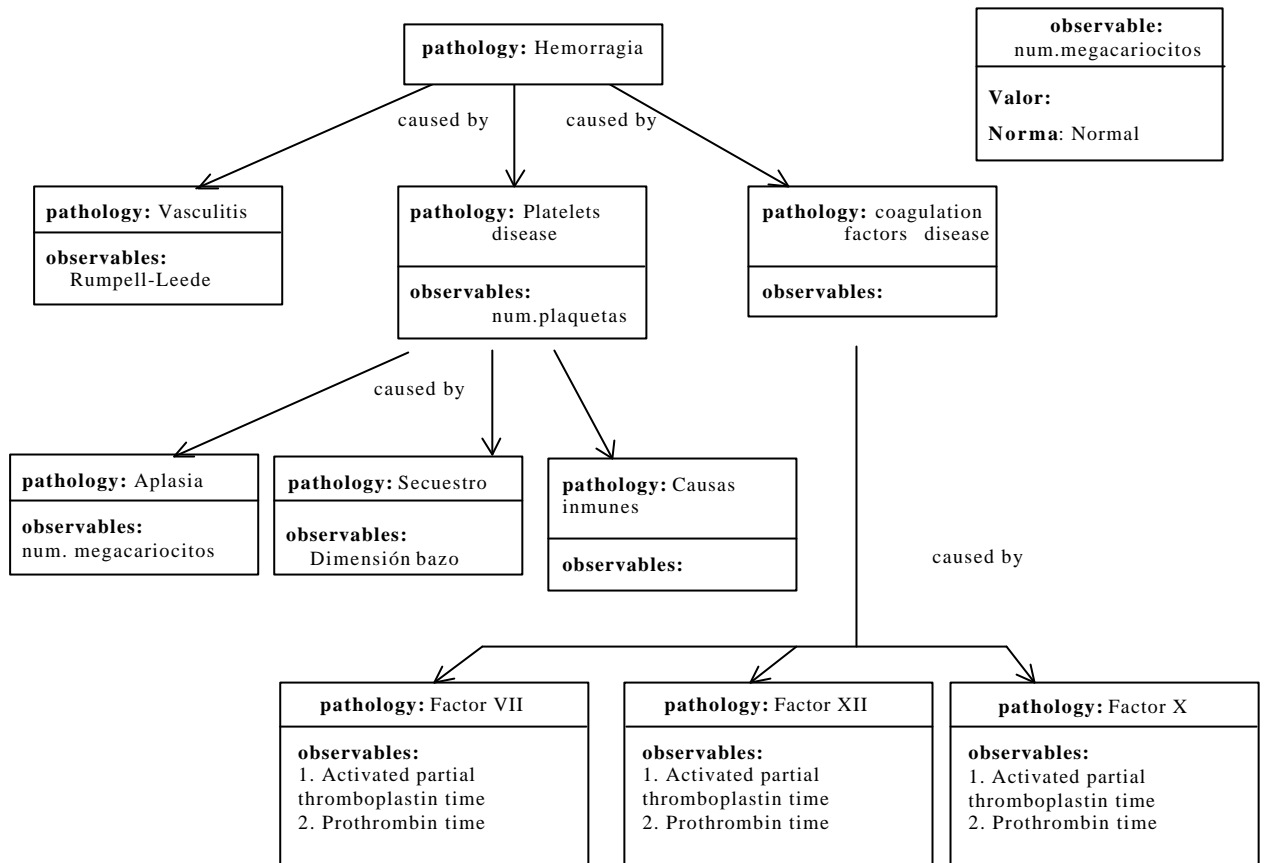 pathology: Hemorragia
observable:
num.megacariocitos
Valor:
Norma: Normal
caused by
caused by
pathology: Vasculitis
observables:
Rumpell-Leede
pathology: Platelets
disease
observables:
num.plaquetas
pathology: coagulation
factors disease
observables:
caused by
pathology: Aplasia
observables:
num. megacariocitos
pathology: Secuestro
observables:
Dimensión bazo
pathology: Causas
inmunes
observables:
caused by
pathology: Factor VII
observables:
1. Activated partial
thromboplastin time
2. Prothrombin time
pathology: Factor XII
observables:
1. Activated partial
thromboplastin time
2. Prothrombin time
pathology: Factor X
observables:
1. Activated partial
thromboplastin time
2. Prothrombin time